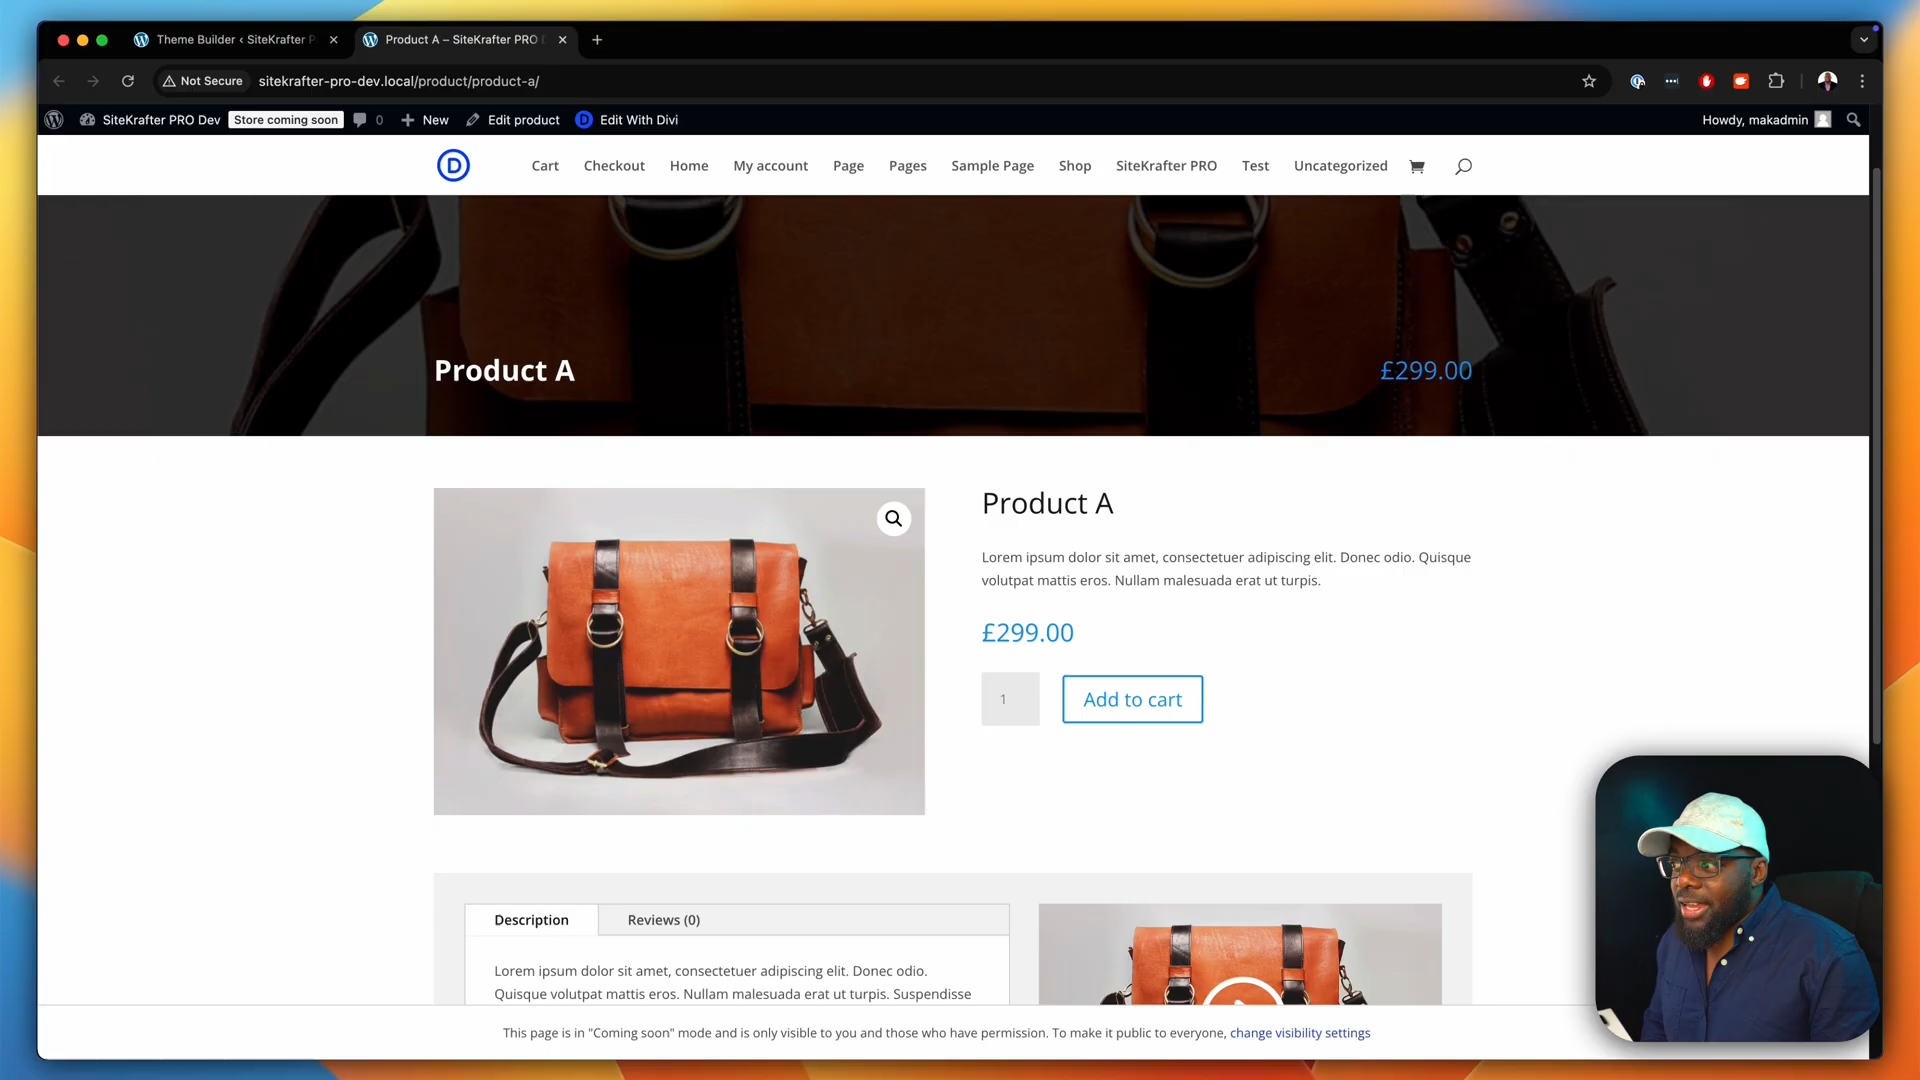 Theme Builder ‹ SiteKrafter P
Product A – SiteKrafter PRO
Not Secure
sitekrafter-pro-dev.local/product/product-a/
SiteKrafter PRO Dev
Store coming soon
0
New
Edit product
Edit With Divi
Howdy, makadmin
D
Cart
Checkout
Home
My account
Page
Pages
Sample Page
Shop
SiteKrafter PRO
Test
Uncategorized
Product A
£299.00
Product A
Lorem ipsum dolor sit amet, consectetuer adipiscing elit. Donec odio. Quisque
volutpat mattis eros. Nullam malesuada erat ut turpis.
£299.00
1
Add to cart
Description
Reviews (0)
Lorem ipsum dolor sit amet, consectetuer adipiscing elit. Donec odio.
Quisque volutpat mattis eros. Nullam malesuada erat ut turpis. Suspendisse
This page is in "Coming soon" mode and is only visible to you and those who have permission. To make it public to everyone, change visibility settings